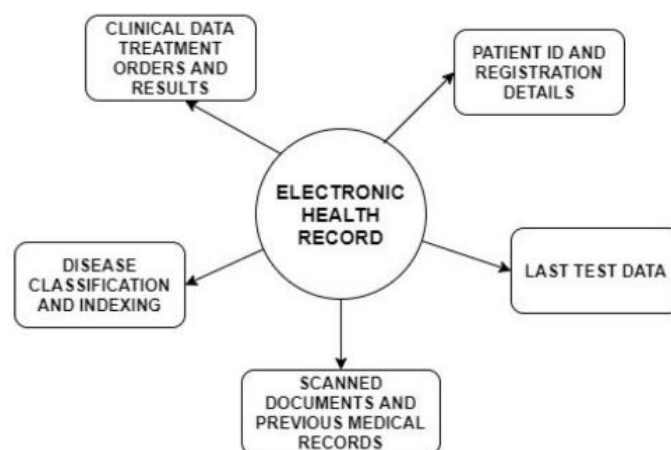 CLINICAL DATA
TREATMENT
ORDERS AND
RESULTS
PATIENT ID AND
REGISTRATION
DETAILS
ELECTRONIC
HEALTH
RECORD
DISEASE
CLASSIFICATION
AND INDEXING
LAST TEST DATA
SCANNED
DOCUMENTS AND
PREVIOUS MEDICAL
RECORDS